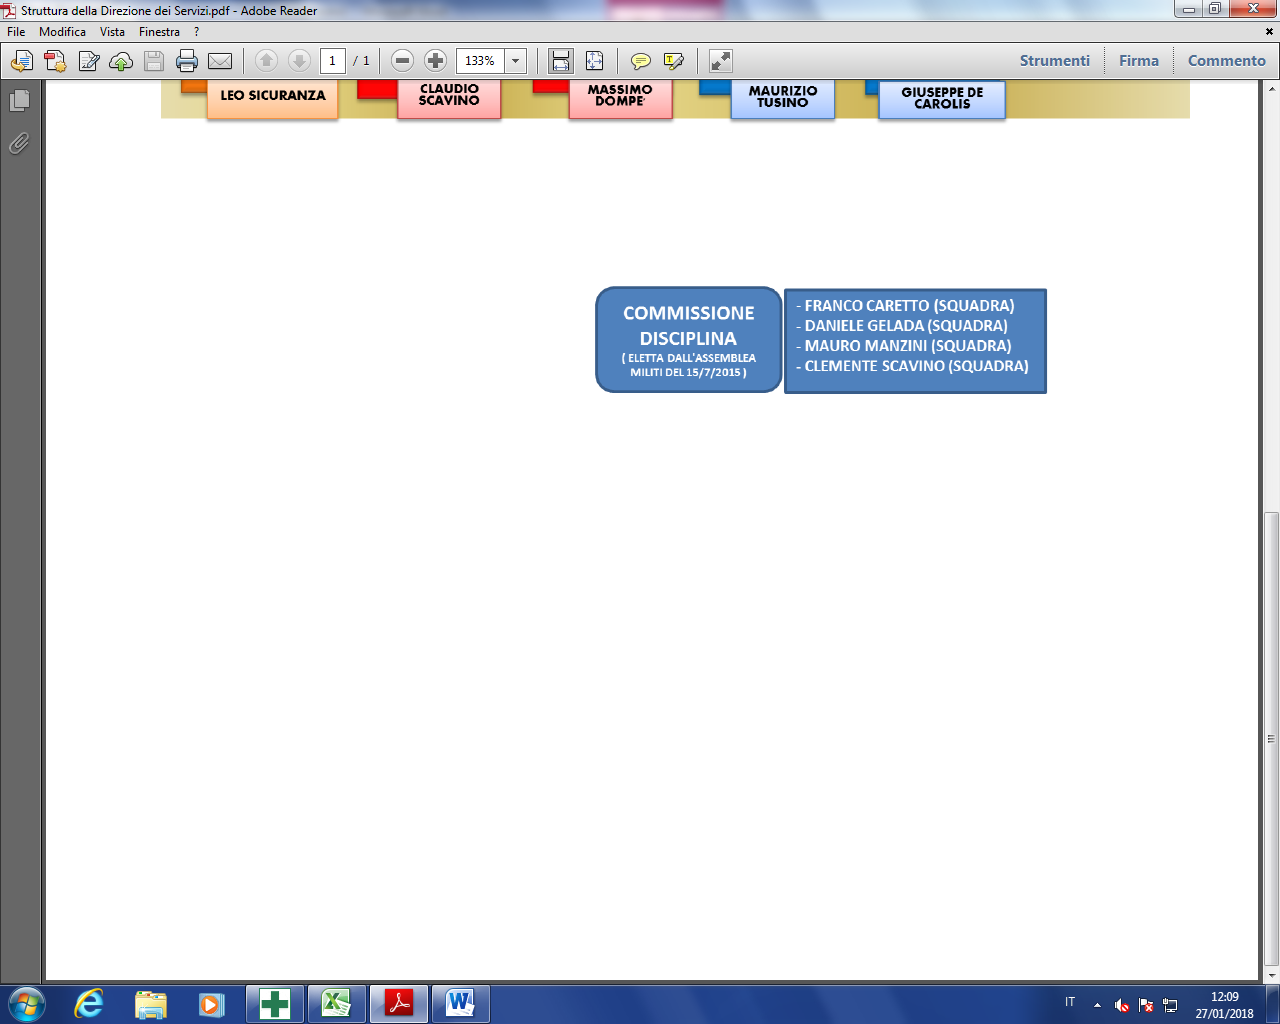 Struttura della Direzione dei Servizi.pdf - Adobe Reader
File Modifica Vista Finestra ?
1 / 1 133% Strumenti Firma Commento
LEO SICURANZA
CLAUDIO
SCAVINO
MASSIMO
DOMPE'
MAURIZIO
TUSINO
GIUSEPPE DE
CAROLIS
COMMISSIONE
DISCIPLINA
( ELETTA DALL'ASSEMBLEA
MILITI DEL 15/7/2015 )
- FRANCO CARETTO (SQUADRA)
- DANIELE GELADA (SQUADRA)
- MAURO MANZINI (SQUADRA)
- CLEMENTE SCAVINO (SQUADRA)
IT
12:09
27/01/2018